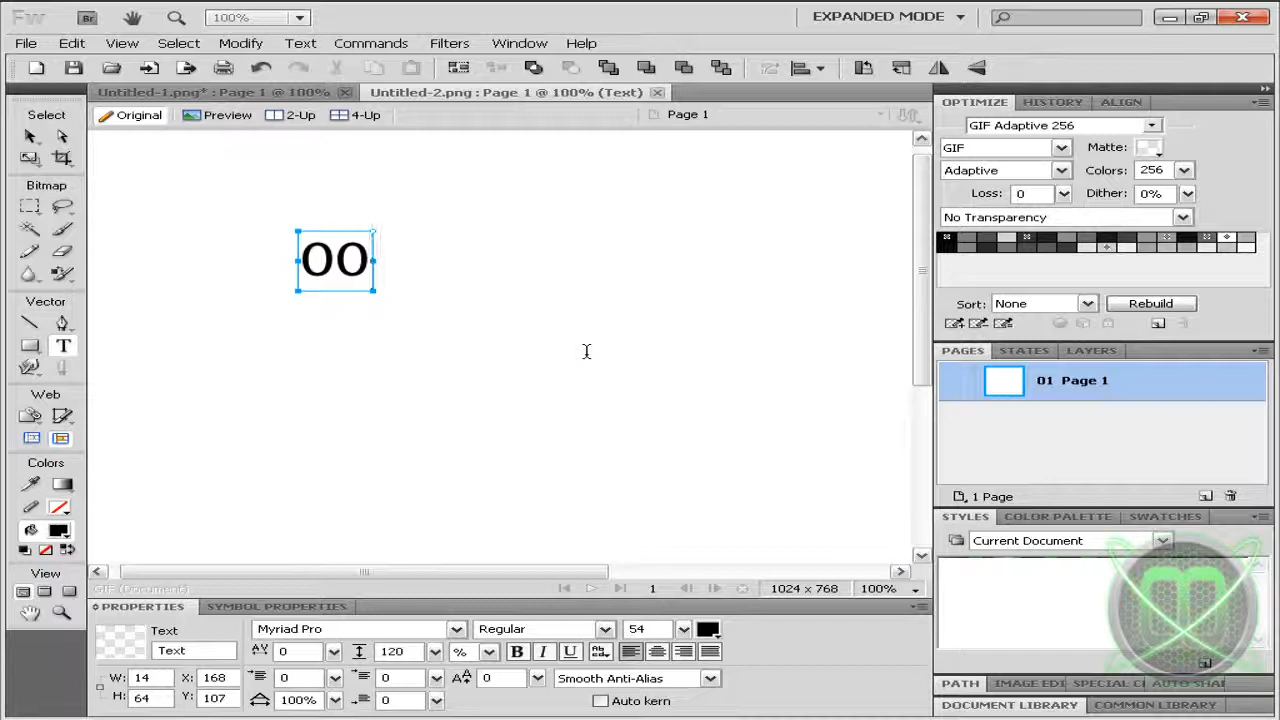 Fw Br 100% EXPANDED MODE
File Edit View Select Modify Text Commands Filters Window Help
Untitled-1.png* : Page 1 @ 100% Untitled-2.png : Page 1 @ 100% (Text)
Original Preview 2-Up 4-Up Page 1
Select
Bitmap
Vector
T
Web
Colors
View
oo
OPTIMIZE HISTORY ALIGN
GIF Adaptive 256
GIF Matte:
Adaptive Colors: 256
Loss: 0 Dither: 0%
No Transparency
Sort: None Rebuild
PAGES STATES LAYERS
01 Page 1
1 Page
STYLES COLOR PALETTE SWATCHES
Current Document
GIF (Document) 1 1024 x 768 100%
PROPERTIES SYMBOL PROPERTIES
Text Myriad Pro Regular 54
Text 0 120 % B I U
W: 14 X: 168 0 0 0 Smooth Anti-Alias
H: 64 Y: 107 100% 0 Auto kern
PATH IMAGE EDI SPECIAL C AUTO SHA
DOCUMENT LIBRARY COMMON LIBRARY